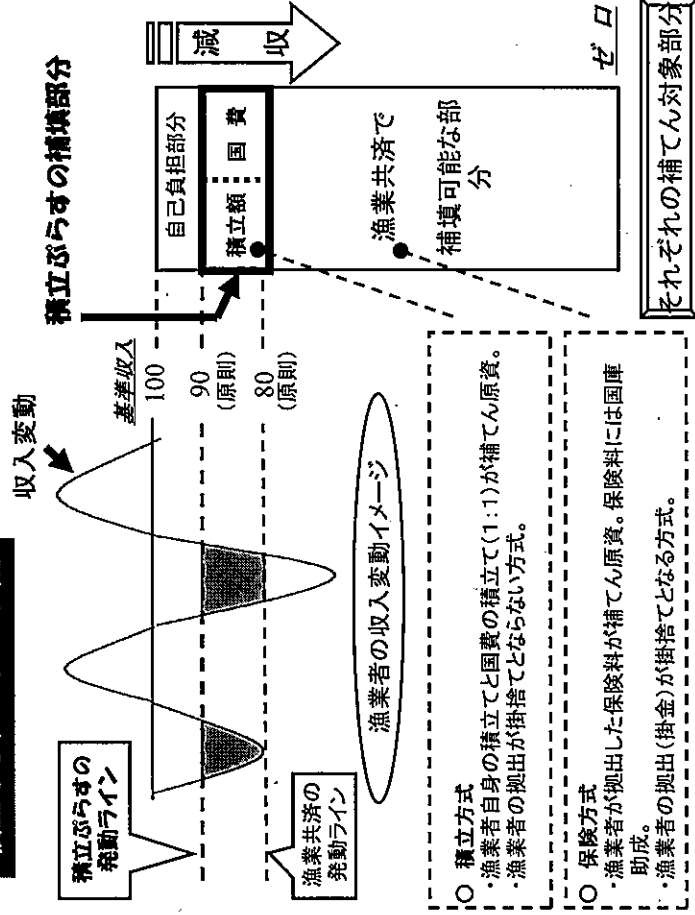 収入変動
積立ぷらすの補填部分
積立ぷらすの
発動ライン
漁業共済の
発動ライン
基準収入
100
90
(原則)
80
(原則)
漁業者の収入変動イメージ
自己負担部分
積立額
国費
漁業共済で
補填可能な部
分
減収
ゼロ
○ 積立方式
・漁業者自身の積立てと国費の積立て(1:1)が補てん原資。
・漁業者の拠出が掛捨てとならない方式。
○ 保険方式
・漁業者が拠出した保険料が補てん原資。保険料には国庫
助成。
・漁業者の拠出(掛金)が掛捨てとなる方式。
それぞれの補てん対象部分